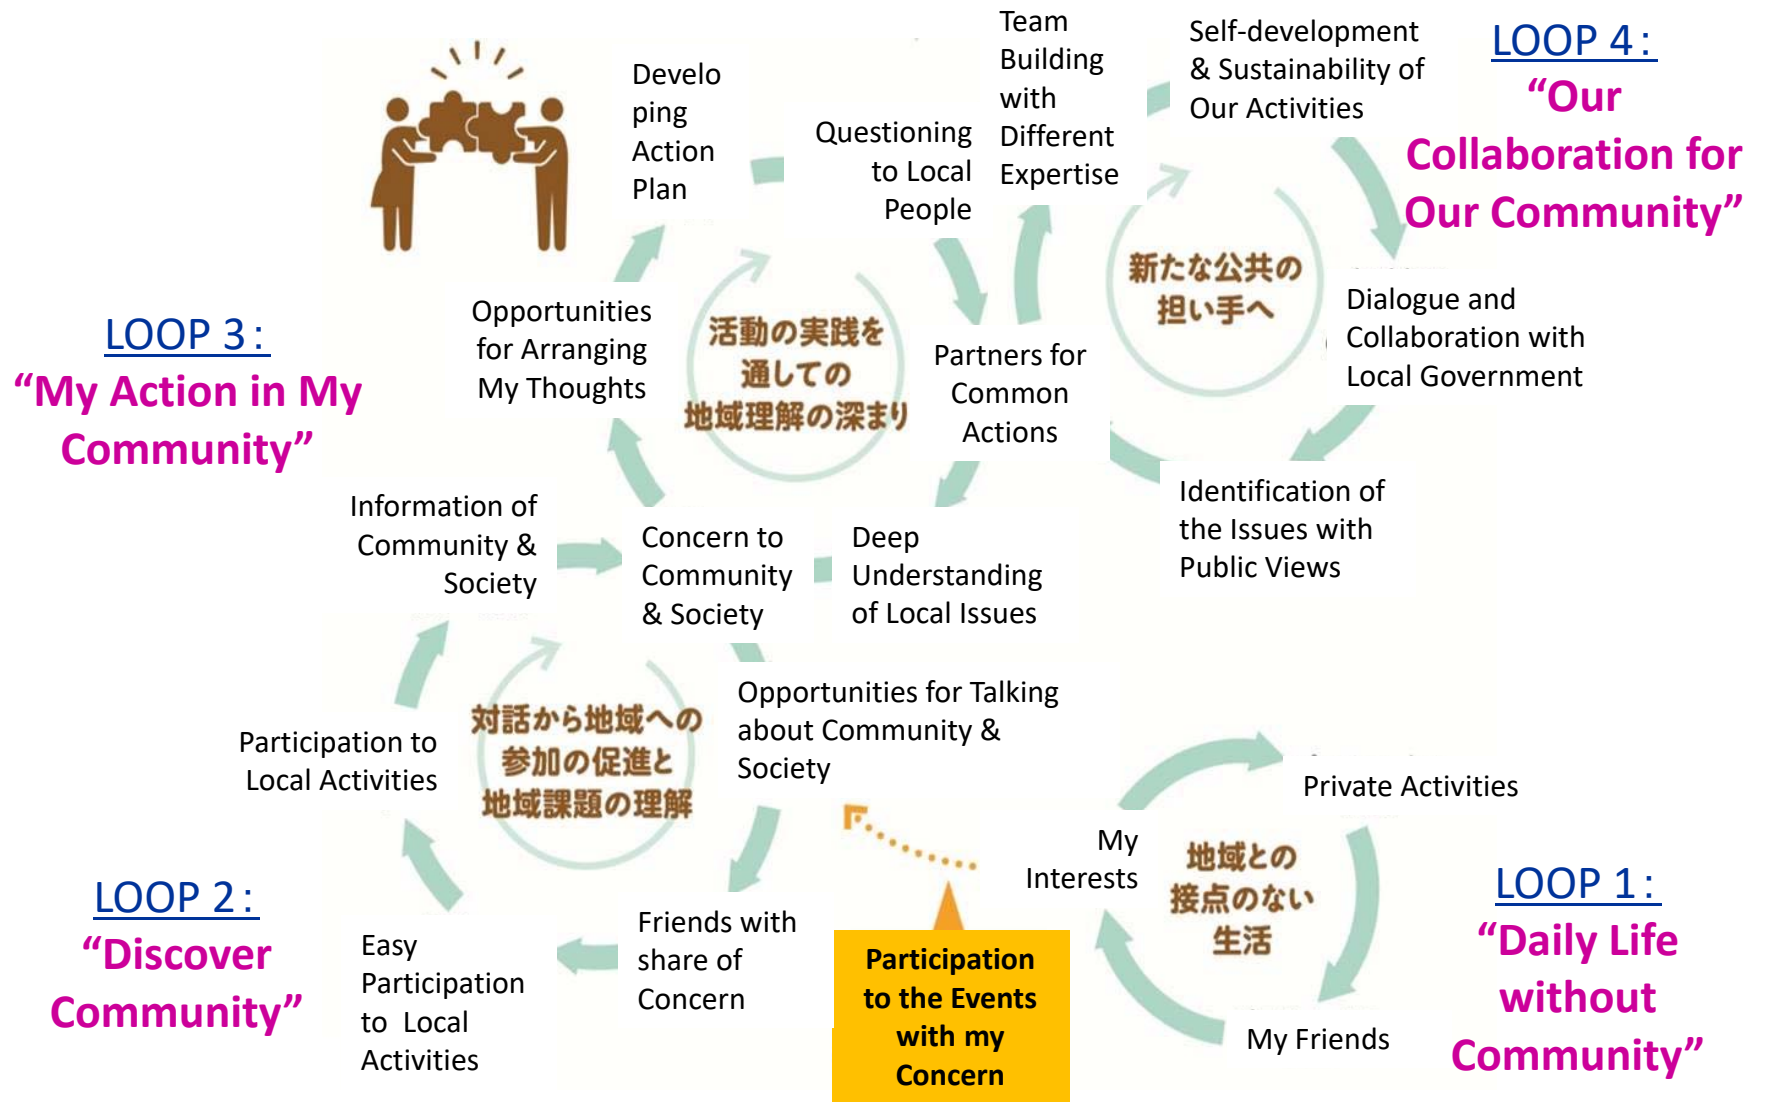 LOOP 3:
“My Action in My
Community”
Develo
ping
Action
Plan
Questioning
to Local
People
Opportunities
for Arranging
My Thoughts
活動の実践を
通しての
地域理解の深まり
Partners for
Common
Actions
Concern to
Community
& Society
Deep
Understanding
of Local Issues
LOOP 4:
“Our
Collaboration for
Our Community”
Team
Building
with
Different
Expertise
Self-development
& Sustainability of
Our Activities
新たな公共の
担い手へ
Dialogue and
Collaboration with
Local Government
Identification of
the Issues with
Public Views
LOOP 2:
“Discover
Community”
Information of
Community &
Society
Participation to
Local Activities
対話から地域への
参加の促進と
地域課題の理解
Opportunities for Talking
about Community &
Society
Easy
Participation
to Local
Activities
Friends with
share of
Concern
Participation
to the Events
with my
Concern
LOOP 1:
“Daily Life
without
Community”
My
Interests
Private Activities
地域との
接点のない
生活
My Friends